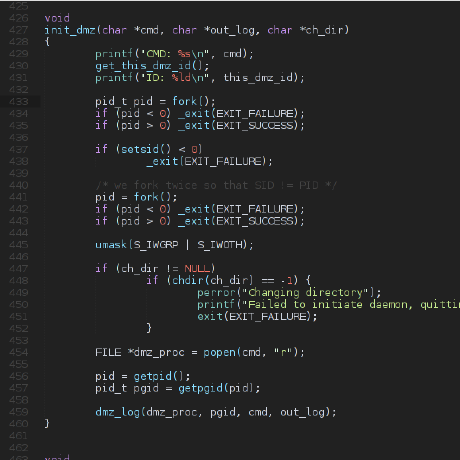 425
426 void
427 init_dmz(char *cmd, char *out_log, char *ch_dir)
428 {
429 printf("CMD: %s\n", cmd);
430 get_this_dmz_id();
431 printf("ID: %ld\n", this_dmz_id);
432
433 pid_t pid = fork();
434 if (pid < 0) _exit(EXIT_FAILURE);
435 if (pid > 0) _exit(EXIT_SUCCESS);
436
437 if (setsid() < 0)
438 _exit(EXIT_FAILURE);
439
440 /* we fork twice so that SID != PID */
441 pid = fork();
442 if (pid < 0) _exit(EXIT_FAILURE);
443 if (pid > 0) _exit(EXIT_SUCCESS);
444
445 umask(S_IWGRP | S_IWOTH);
446
447 if (ch_dir != NULL)
448 if (chdir(ch_dir) == -1) {
449 perror("Changing directory");
450 printf("Failed to initiate daemon, quittin
451 exit(EXIT_FAILURE);
452 }
453
454 FILE *dmz_proc = popen(cmd, "r");
455
456 pid = getpid();
457 pid_t pgid = getpgid(pid);
458
459 dmz_log(dmz_proc, pgid, cmd, out_log);
460 }
461
462
463 void